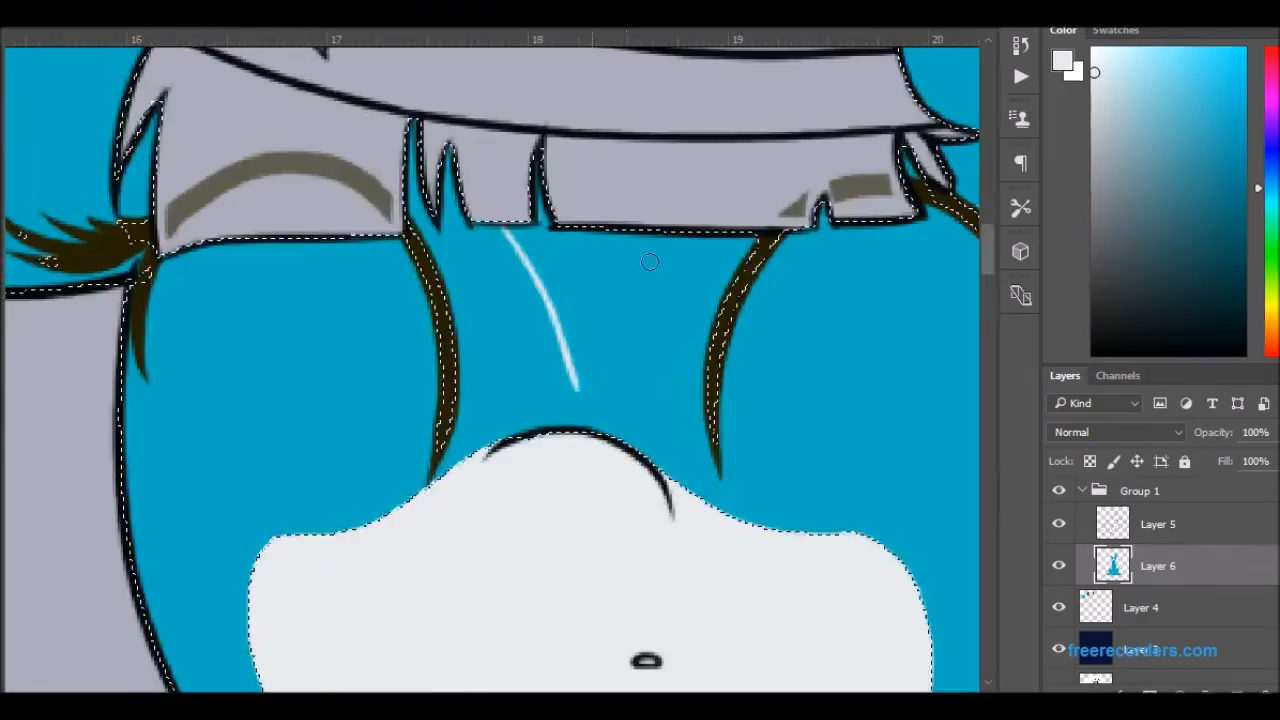 16 17 18 19 20
Color Swatches
Layers Channels
Kind
Normal Opacity: 100%
Lock: Fill: 100%
Group 1
Layer 5
Layer 6
Layer 4
freerecorders.com